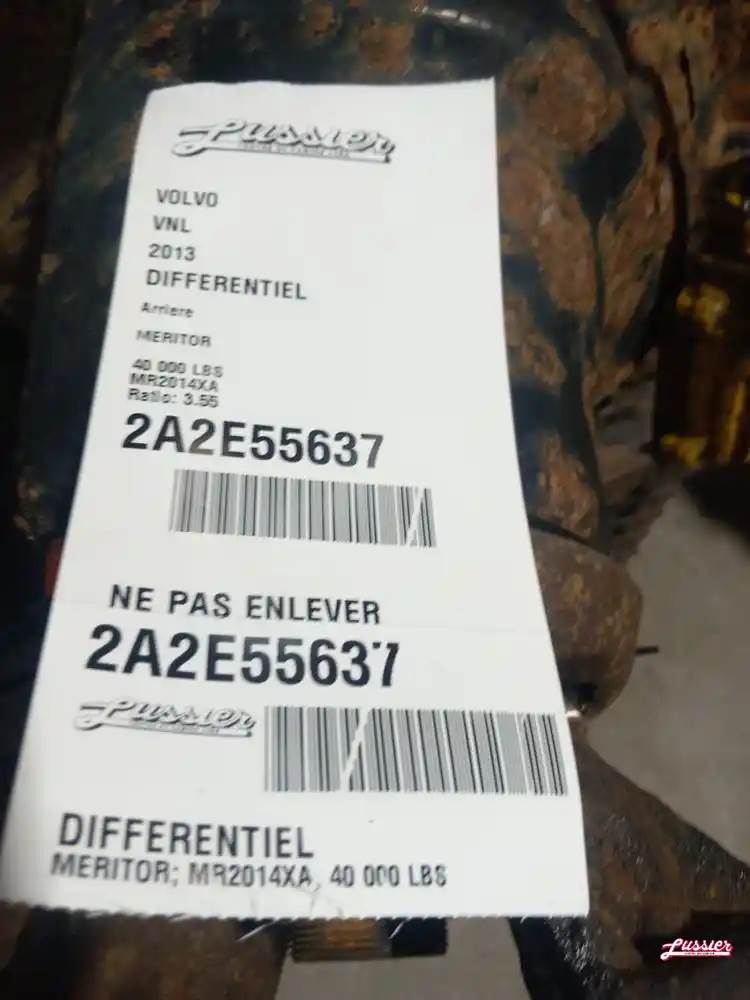 Lussier
VOLVO
VNL
2013
DIFFERENTIEL
Arriere
MERITOR
40 000 LBS
MR2014XA
Ratio: 3.55
2A2E55637
NE PAS ENLEVER
2A2E55637
Lussier
DIFFERENTIEL
MERITOR; MR2014XA, 40 000 LBS
Lussier